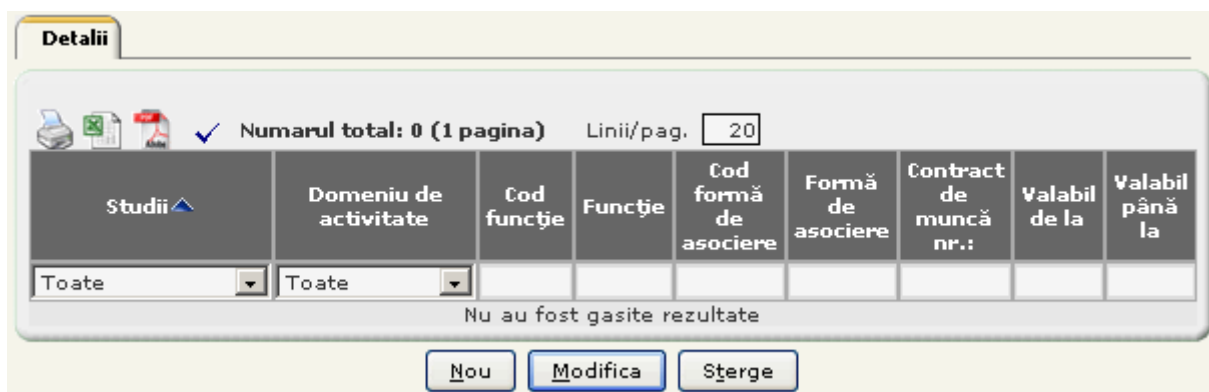 Detalii
Numarul total: 0 (1 pagina) Linii/pag. 20
Studii
Domeniu de
activitate
Cod
funcție
Funcție
Cod
formă
de
asociere
Formă
de
asociere
Contract
de
muncă
nr.:
Valabil
de la
Valabil
până
la
Toate Toate
Nu au fost gasite rezultate
Nou Modifica Sterge